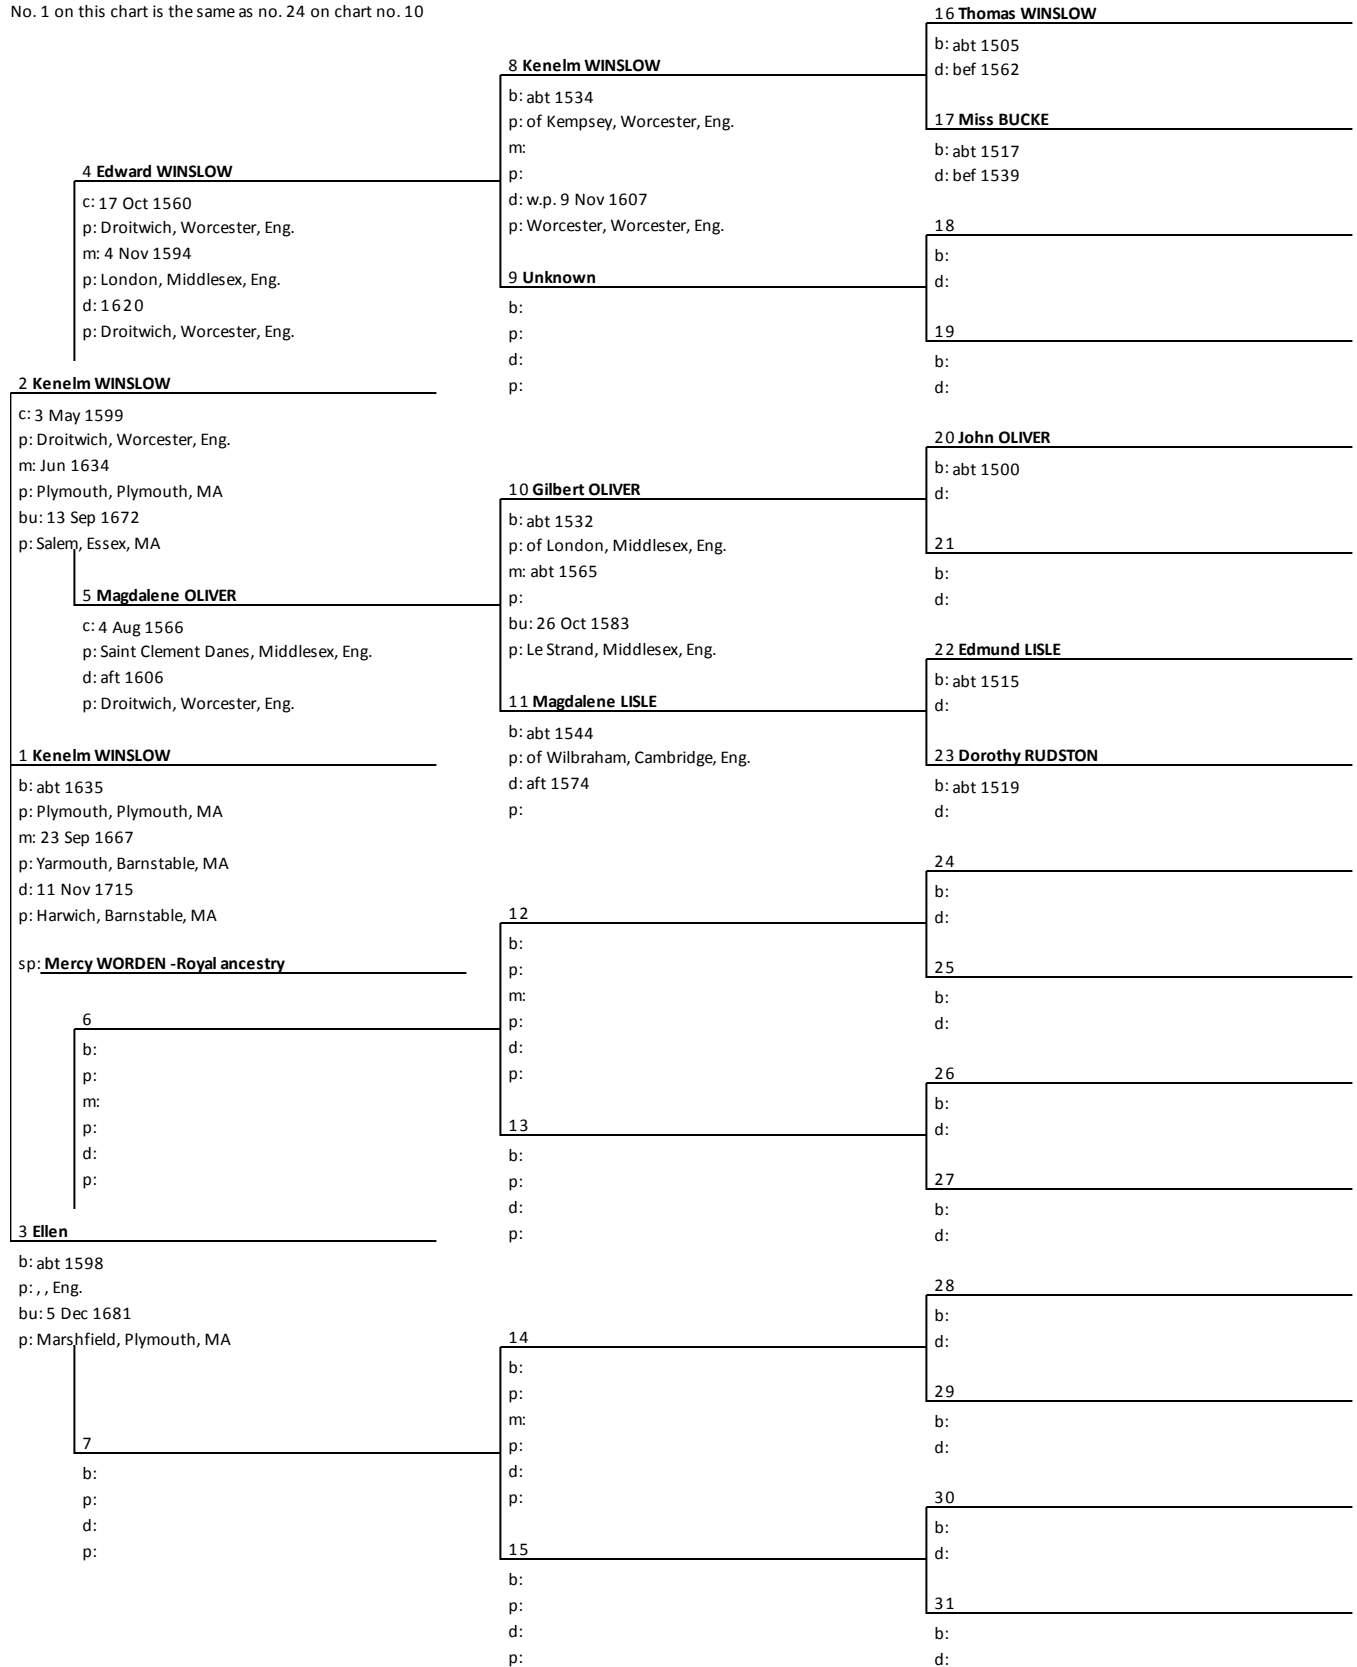 No. 1 on this chart is the same as no. 24 on chart no. 10
4 Edward WINSLOW
c: 17 Oct 1560
p: Droitwich, Worcester, Eng.
m: 4 Nov 1594
p: London, Middlesex, Eng.
d: 1620
p: Droitwich, Worcester, Eng.
2 Kenelm WINSLOW
c: 3 May 1599
p: Droitwich, Worcester, Eng.
m: Jun 1634
p: Plymouth, Plymouth, MA
bu: 13 Sep 1672
p: Salem, Essex, MA
5 Magdalene OLIVER
c: 4 Aug 1566
p: Saint Clement Danes, Middlesex, Eng.
d: aft 1606
p: Droitwich, Worcester, Eng.
1 Kenelm WINSLOW
b: abt 1635
p: Plymouth, Plymouth, MA
m: 23 Sep 1667
p: Yarmouth, Barnstable, MA
d: 11 Nov 1715
p: Harwich, Barnstable, MA
sp: Mercy WORDEN -Royal ancestry
6
b:
p:
m:
p:
d:
p:
3 Ellen
b: abt 1598
p: , , Eng.
bu: 5 Dec 1681
p: Marshfield, Plymouth, MA
7
b:
p:
d:
p:
8 Kenelm WINSLOW
b: abt 1534
p: of Kempsey, Worcester, Eng.
m:
p:
d: w.p. 9 Nov 1607
p: Worcester, Worcester, Eng.
9 Unknown
b:
p:
d:
p:
10 Gilbert OLIVER
b: abt 1532
p: of London, Middlesex, Eng.
m: abt 1565
p:
bu: 26 Oct 1583
p: Le Strand, Middlesex, Eng.
11 Magdalene LISLE
b: abt 1544
p: of Wilbraham, Cambridge, Eng.
d: aft 1574
p:
12
b:
p:
m:
p:
d:
p:
13
b:
p:
d:
p:
14
b:
p:
m:
p:
d:
p:
15
b:
p:
d:
p:
16 Thomas WINSLOW
b: abt 1505
d: bef 1562
17 Miss BUCKE
b: abt 1517
d: bef 1539
18
b:
d:
19
b:
d:
20 John OLIVER
b: abt 1500
d:
21
b:
d:
22 Edmund LISLE
b: abt 1515
d:
23 Dorothy RUDSTON
b: abt 1519
d:
24
b:
d:
25
b:
d:
26
b:
d:
27
b:
d:
28
b:
d:
29
b:
d:
30
b:
d:
31
b:
d: